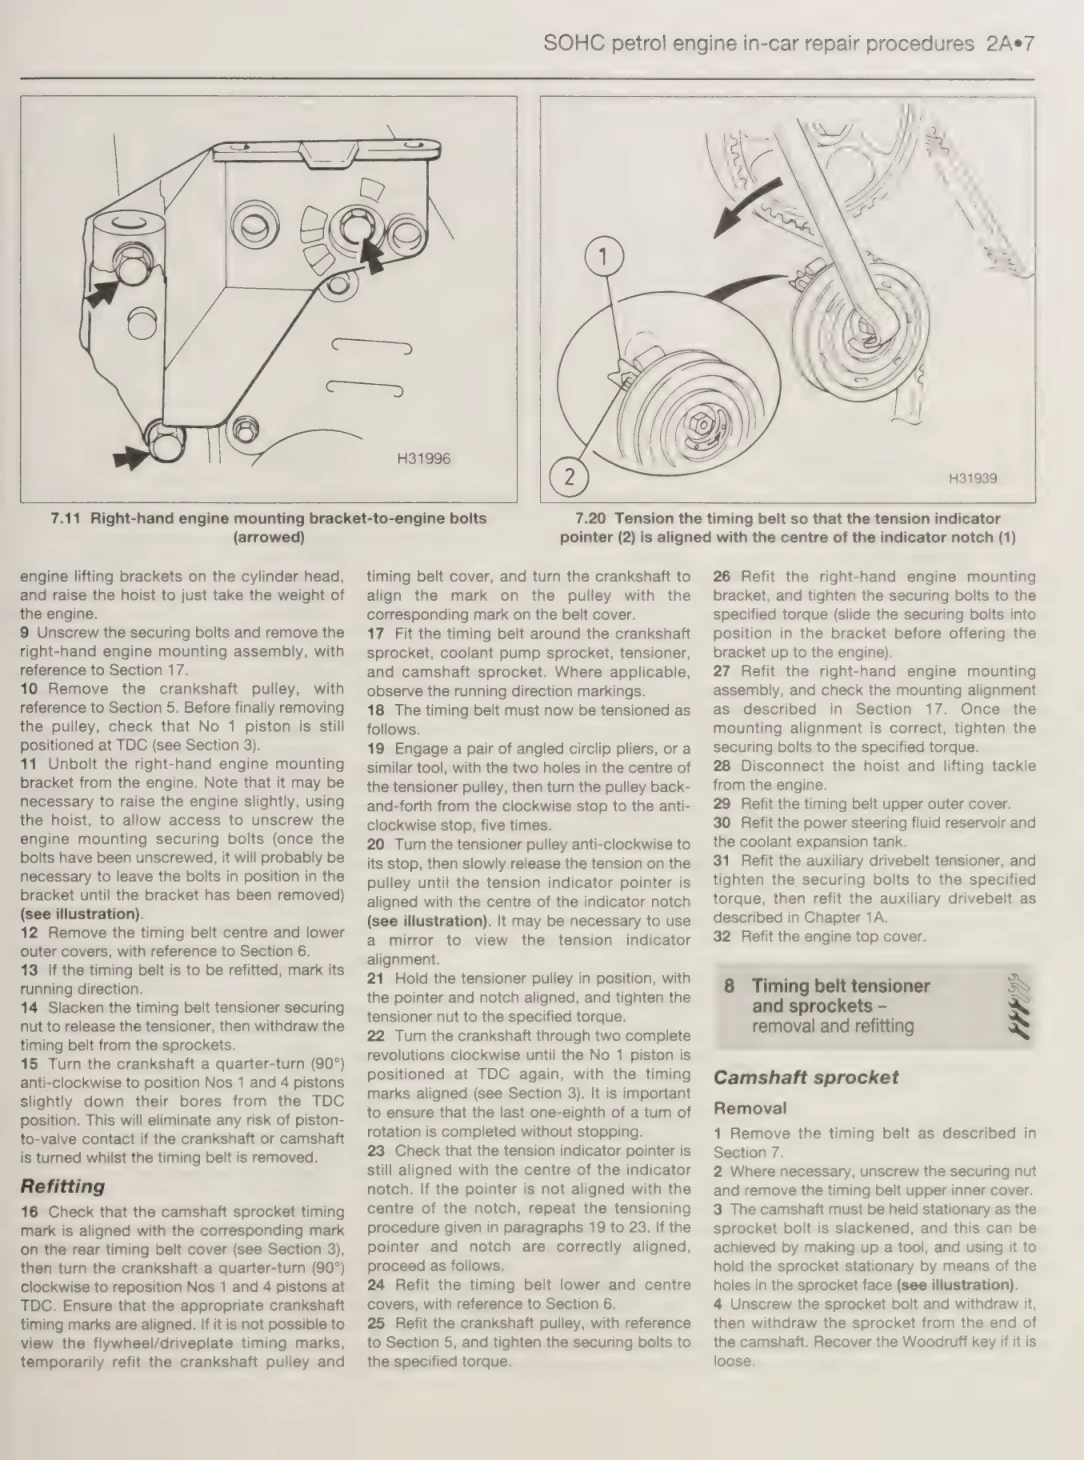 SOHC petrol engine in-car repair procedures 2A•7
H31996
7.11 Right-hand engine mounting bracket-to-engine bolts
(arrowed)
1
2
H31939
7.20 Tension the timing belt so that the tension indicator
pointer (2) is aligned with the centre of the indicator notch (1)
engine lifting brackets on the cylinder head,
and raise the hoist to just take the weight of
the engine.
9 Unscrew the securing bolts and remove the
right-hand engine mounting assembly, with
reference to Section 17.
10 Remove the crankshaft pulley, with
reference to Section 5. Before finally removing
the pulley, check that No 1 piston is still
positioned at TDC (see Section 3).
11 Unbolt the right-hand engine mounting
bracket from the engine. Note that it may be
necessary to raise the engine slightly, using
the hoist, to allow access to unscrew the
engine mounting securing bolts (once the
bolts have been unscrewed, it will probably be
necessary to leave the bolts in position in the
bracket until the bracket has been removed)
(see illustration).
12 Remove the timing belt centre and lower
outer covers, with reference to Section 6.
13 If the timing belt is to be refitted, mark its
running direction.
14 Slacken the timing belt tensioner securing
nut to release the tensioner, then withdraw the
timing belt from the sprockets.
15 Turn the crankshaft a quarter-turn (90°)
anti-clockwise to position Nos 1 and 4 pistons
slightly down their bores from the TDC
position. This will eliminate any risk of piston-
to-valve contact if the crankshaft or camshaft
is turned whilst the timing belt is removed.
Refitting
16 Check that the camshaft sprocket timing
mark is aligned with the corresponding mark
on the rear timing belt cover (see Section 3),
then turn the crankshaft a quarter-turn (90°)
clockwise to reposition Nos 1 and 4 pistons at
TDC. Ensure that the appropriate crankshaft
timing marks are aligned. If it is not possible to
view the flywheel/driveplate timing marks,
temporarily refit the crankshaft pulley and
timing belt cover, and turn the crankshaft to
align the mark on the pulley with the
corresponding mark on the belt cover.
17 Fit the timing belt around the crankshaft
sprocket, coolant pump sprocket, tensioner,
and camshaft sprocket. Where applicable,
observe the running direction markings.
18 The timing belt must now be tensioned as
follows.
19 Engage a pair of angled circlip pliers, or a
similar tool, with the two holes in the centre of
the tensioner pulley, then turn the pulley back-
and-forth from the clockwise stop to the anti-
clockwise stop, five times.
20 Turn the tensioner pulley anti-clockwise to
its stop, then slowly release the tension on the
pulley until the tension indicator pointer is
aligned with the centre of the indicator notch
(see illustration). It may be necessary to use
a mirror to view the tension indicator
alignment.
21 Hold the tensioner pulley in position, with
the pointer and notch aligned, and tighten the
tensioner nut to the specified torque.
22 Turn the crankshaft through two complete
revolutions clockwise until the No 1 piston is
positioned at TDC again, with the timing
marks aligned (see Section 3). It is important
to ensure that the last one-eighth of a turn of
rotation is completed without stopping.
23 Check that the tension indicator pointer is
still aligned with the centre of the indicator
notch. If the pointer is not aligned with the
centre of the notch, repeat the tensioning
procedure given in paragraphs 19 to 23. If the
pointer and notch are correctly aligned,
proceed as follows.
24 Refit the timing belt lower and centre
covers, with reference to Section 6.
25 Refit the crankshaft pulley, with reference
to Section 5, and tighten the securing bolts to
the specified torque.
26 Refit the right-hand engine mounting
bracket, and tighten the securing bolts to the
specified torque (slide the securing bolts into
position in the bracket before offering the
bracket up to the engine).
27 Refit the right-hand engine mounting
assembly, and check the mounting alignment
as described in Section 17. Once the
mounting alignment is correct, tighten the
securing bolts to the specified torque.
28 Disconnect the hoist and lifting tackle
from the engine.
29 Refit the timing belt upper outer cover.
30 Refit the power steering fluid reservoir and
the coolant expansion tank.
31 Refit the auxiliary drivebelt tensioner, and
tighten the securing bolts to the specified
torque, then refit the auxiliary drivebelt as
described in Chapter 1A.
32 Refit the engine top cover.
8 Timing belt tensioner
and sprockets –
removal and refitting
Camshaft sprocket
Removal
1 Remove the timing belt as described in
Section 7.
2 Where necessary, unscrew the securing nut
and remove the timing belt upper inner cover.
3 The camshaft must be held stationary as the
sprocket bolt is slackened, and this can be
achieved by making up a tool, and using it to
hold the sprocket stationary by means of the
holes in the sprocket face (see illustration).
4 Unscrew the sprocket bolt and withdraw it,
then withdraw the sprocket from the end of
the camshaft. Recover the Woodruff key if it is
loose.